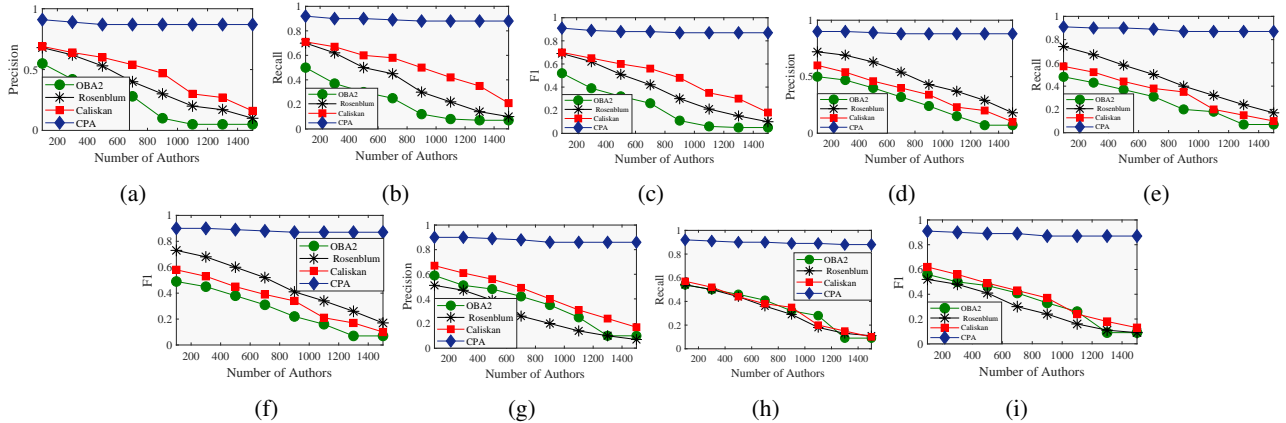 Precision
1
0.5
0
OBA2
Rosenblum
Caliskan
CPA
200 400 600 800 1000 1200 1400
Number of Authors
(a)
Recall
1
0.8
0.6
0.4
0.2
0
OBA2
Rosenblum
Caliskan
CPA
200 400 600 800 1000 1200 1400
Number of Authors
(b)
F1
1
0.8
0.6
0.4
0.2
0
OBA2
Rosenblum
Caliskan
CPA
200 400 600 800 1000 1200 1400
Number of Authors
(c)
Precision
1
0.5
0
OBA2
Rosenblum
Caliskan
CPA
200 400 600 800 1000 1200 1400
Number of Authors
(d)
Recall
1
0.8
0.6
0.4
0.2
0
OBA2
Rosenblum
Caliskan
CPA
200 400 600 800 1000 1200 1400
Number of Authors
(e)
F1
1
0.8
0.6
0.4
0.2
0
OBA2
Rosenblum
Caliskan
CPA
200 400 600 800 1000 1200 1400
Number of Authors
(f)
Precision
1
0.8
0.6
0.4
0.2
0
OBA2
Rosenblum
Caliskan
CPA
200 400 600 800 1000 1200 1400
Number of Authors
(g)
Recall
1
0.8
0.6
0.4
0.2
0
OBA2
Rosenblum
Caliskan
CPA
200 400 600 800 1000 1200 1400
Number of Authors
(h)
F1
1
0.8
0.6
0.4
0.2
0
OBA2
Rosenblum
Caliskan
CPA
200 400 600 800 1000 1200 1400
Number of Authors
(i)